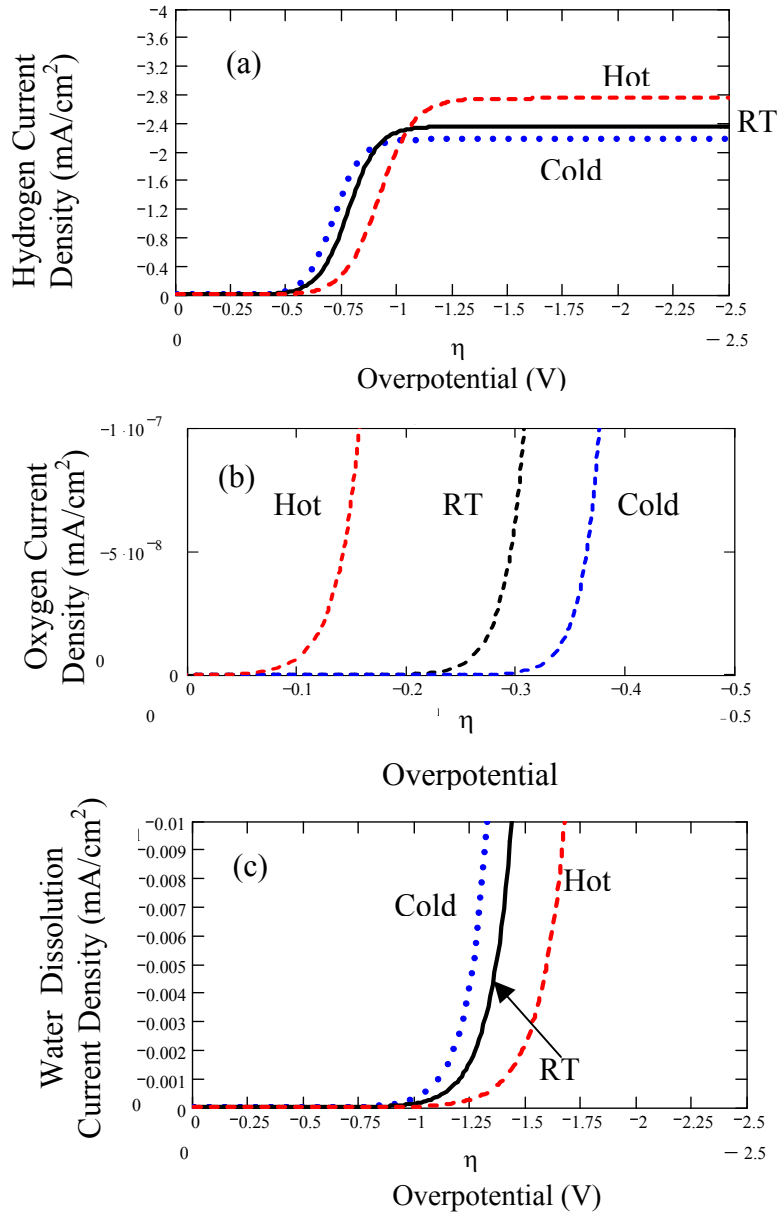 −4
−3.6
−3.2
−2.8
−2.4
−2
−1.6
−1.2
−0.8
−0.4
0
Hydrogen Current
Density (mA/cm²)
(a)
Hot
RT
Cold
0 −0.25 −0.5 −0.75 −1 −1.25 −1.5 −1.75 −2 −2.25 −2.5
0 η − 2.5
Overpotential (V)
−1 ·10⁻⁷
−5·10⁻⁸
0
0
Oxygen Current
Density (mA/cm²)
(b)
Hot RT Cold
0 −0.1 −0.2 −0.3 −0.4 −0.5
0 η −0.5
Overpotential
−0.01
−0.009
−0.008
−0.007
−0.006
−0.005
−0.004
−0.003
−0.002
−0.001
0 0
Water Dissolution
Current Density (mA/cm²)
(c)
Cold
Hot
RT
0 −0.25 −0.5 −0.75 −1 −1.25 −1.5 −1.75 −2 −2.25 −2.5
0 η − 2.5
Overpotential (V)